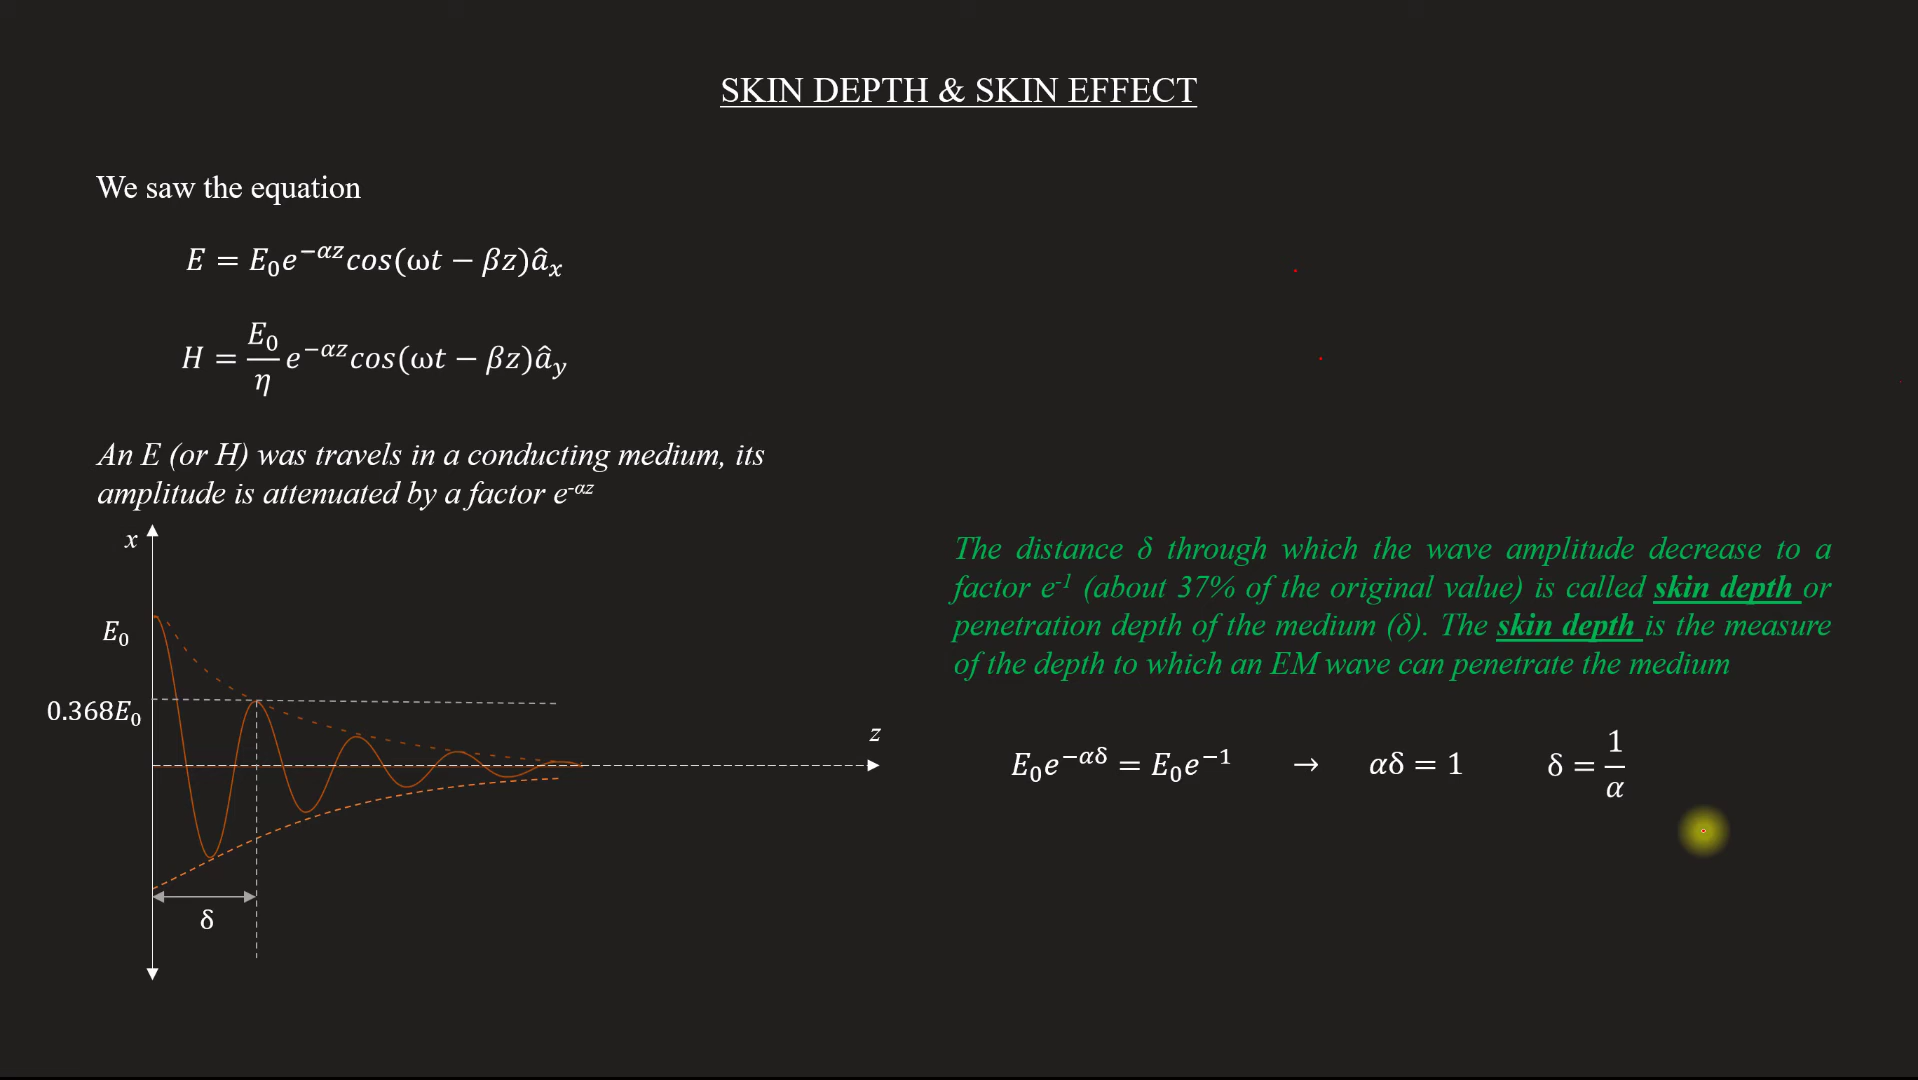 SKIN DEPTH & SKIN EFFECT
We saw the equation
E = E₀e^{−αz}cos(ωt − βz)â_x
H = E₀/η e^{−αz}cos(ωt − βz)â_y
An E (or H) was travels in a conducting medium, its
amplitude is attenuated by a factor e^{-αz}
x
E₀
0.368E₀
z
δ
The distance δ through which the wave amplitude decrease to a
factor e⁻¹ (about 37% of the original value) is called skin depth or
penetration depth of the medium (δ). The skin depth is the measure
of the depth to which an EM wave can penetrate the medium
E₀e^{−αδ} = E₀e^{−1} → αδ = 1 δ = 1/α